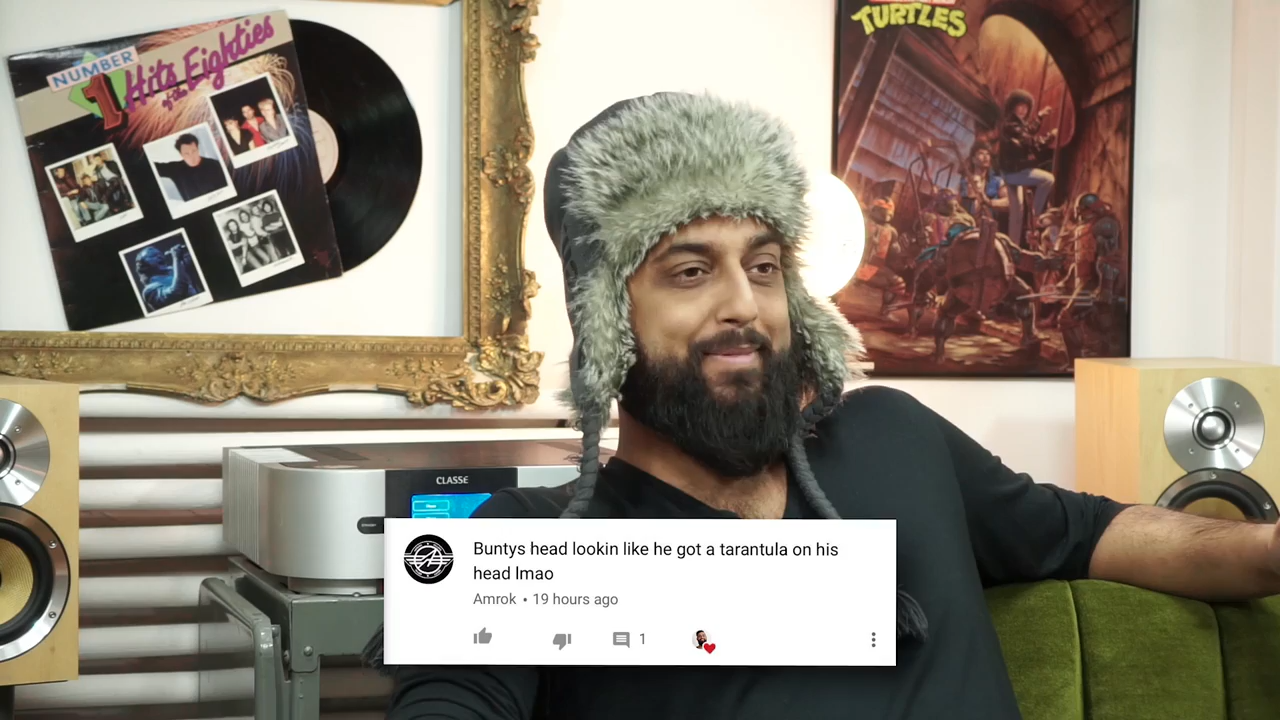 NUMBER
1 Hits
of the Eighties
TURTLES
CLASSE
Buntys head lookin like he got a tarantula on his
head lmao
Amrok • 19 hours ago
1